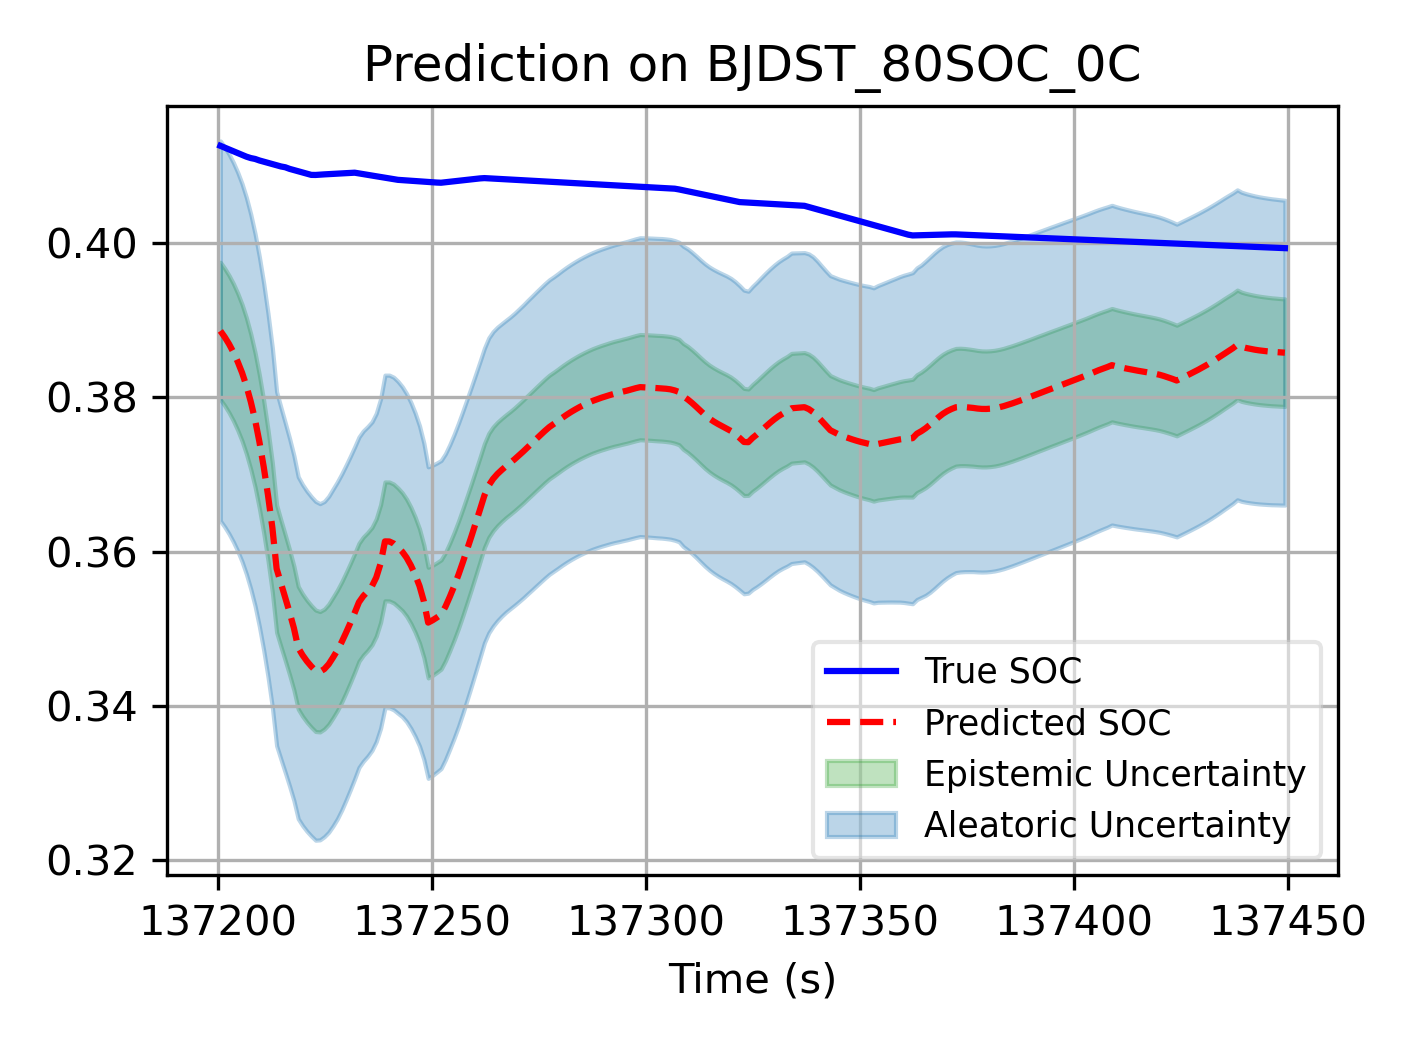 Prediction on BJDST_80SOC_0C
0.40
0.38
0.36
0.34
0.32
True SOC
Predicted SOC
Epistemic Uncertainty
Aleatoric Uncertainty
137200 137250 137300 137350 137400 137450
Time (s)